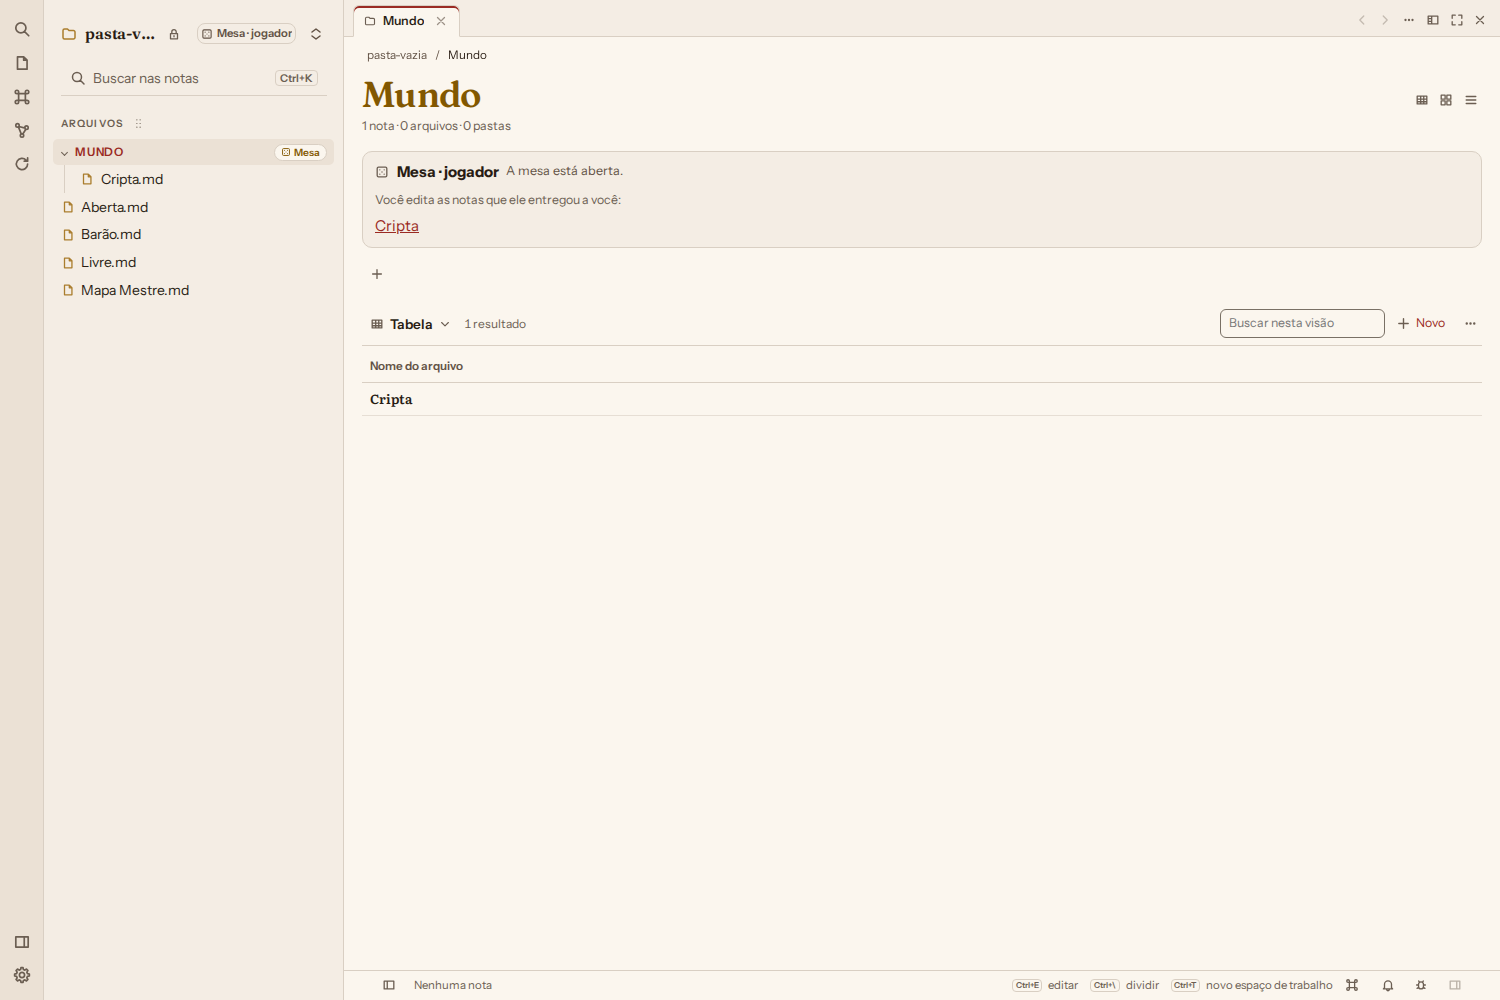 pasta-v...
Mesa·jogador
Buscar nas notas
Ctrl+K
ARQUIVOS
MUNDO
Mesa
Cripta.md
Aberta.md
Barão.md
Livre.md
Mapa Mestre.md
Mundo
pasta-vazia / Mundo
Mundo
1 nota·0 arquivos·0 pastas
Mesa·jogador A mesa está aberta.
Você edita as notas que ele entregou a você:
Cripta
Tabela 1 resultado
Buscar nesta visão
Novo
Nome do arquivo
Cripta
Nenhuma nota
Ctrl+E editar Ctrl+\ dividir Ctrl+T novo espaço de trabalho